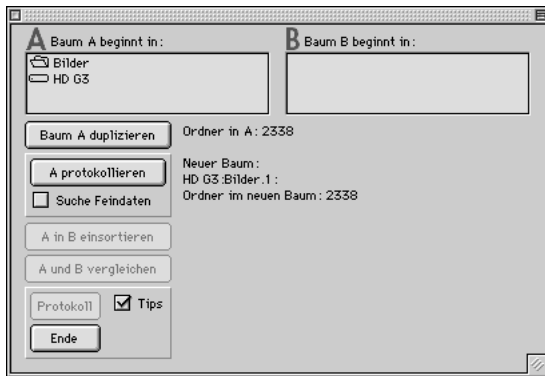 A Baum A beginnt in:
Bilder
HD G3
B Baum B beginnt in:
Baum A duplizieren
Ordner in A: 2338
A protokollieren
Neuer Baum:
HD G3:Bilder.1:
Ordner im neuen Baum: 2338
Suche Feindaten
A in B einsortieren
A und B vergleichen
Protokoll
Tips
Ende